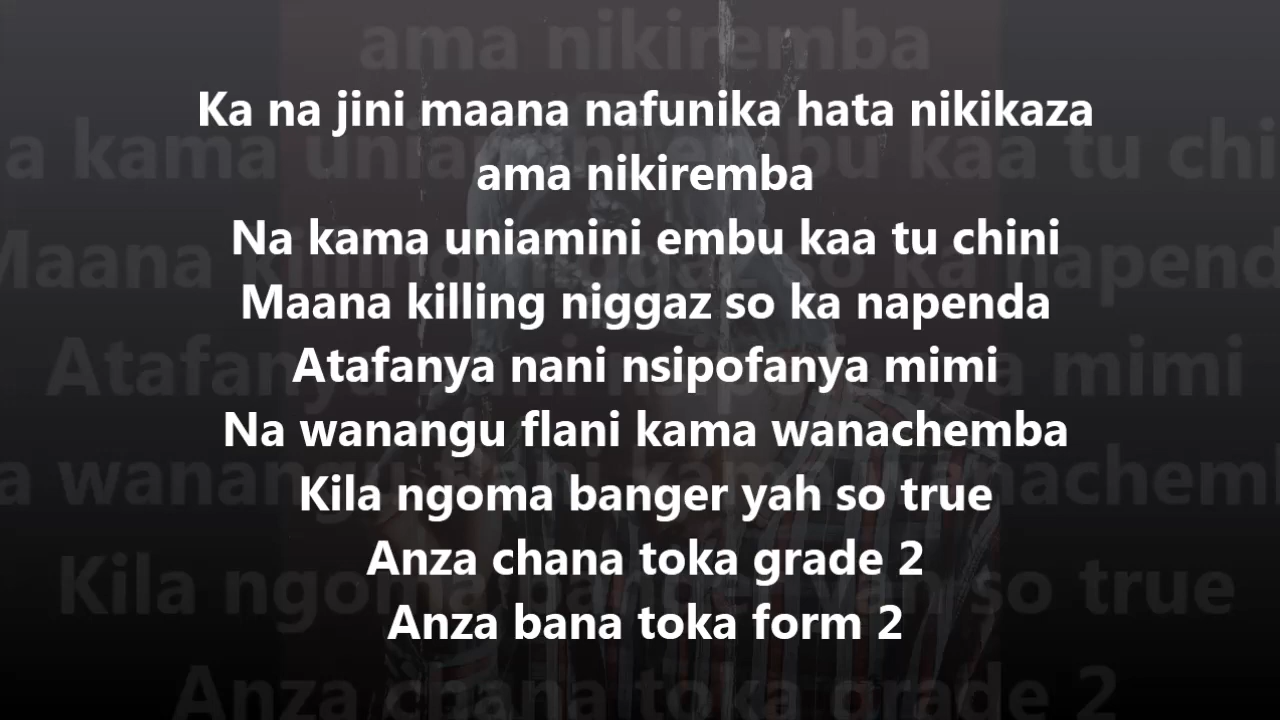 Ka na jini maana nafunika hata nikikaza
ama nikiremba
Na kama uniamini embu kaa tu chini
Maana killing niggaz so ka napenda
Atafanya nani nsipofanya mimi
Na wanangu flani kama wanachemba
Kila ngoma banger yah so true
Anza chana toka grade 2
Anza bana toka form 2